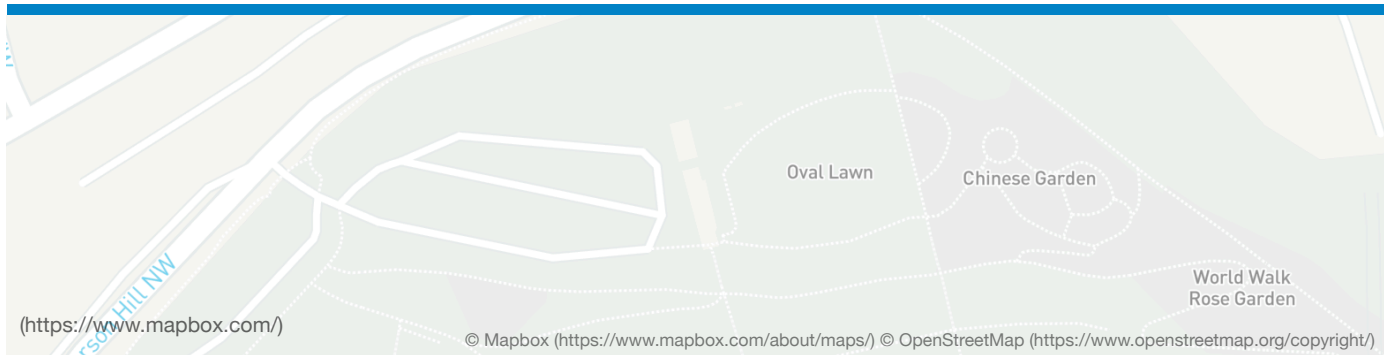 Oval Lawn
Chinese Garden
World Walk
Rose Garden
Hill NW
(https://www.mapbox.com/)
© Mapbox (https://www.mapbox.com/about/maps/) © OpenStreetMap (https://www.openstreetmap.org/copyright/)